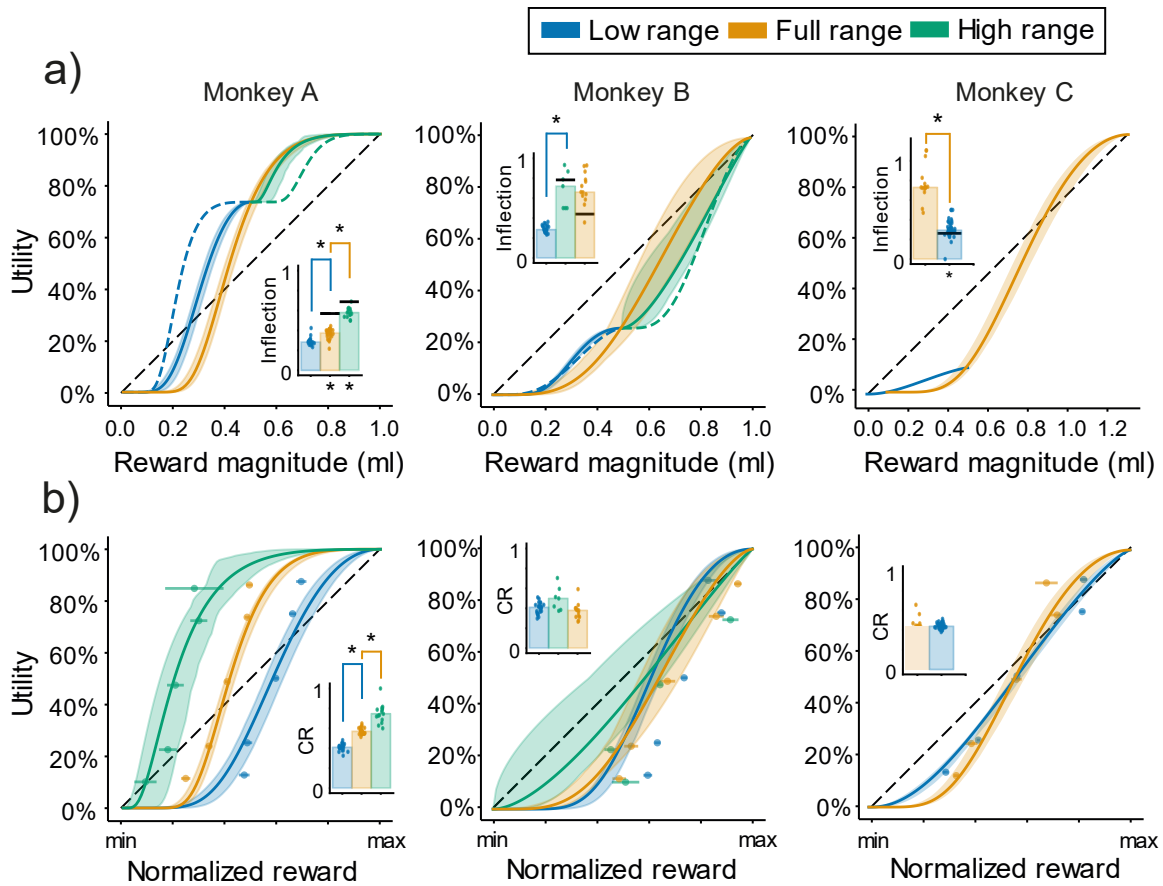 Low range Full range High range
a)
Monkey A Monkey B Monkey C
100% 100% 100%
80% 80% 80%
60% 60% 60%
40% 40% 40%
20% 20% 20%
0% 0% 0%
Utility
Inflection
1
0
* *
* *
Inflection
1
0
*
Inflection
1
0
*
*
0.0 0.2 0.4 0.6 0.8 1.0 0.0 0.2 0.4 0.6 0.8 1.0 0.0 0.2 0.4 0.6 0.8 1.0 1.2
Reward magnitude (ml) Reward magnitude (ml) Reward magnitude (ml)
b)
100% 100% 100%
80% 80% 80%
60% 60% 60%
40% 40% 40%
20% 20% 20%
0% 0% 0%
Utility
CR
1
0
* *
CR
1
0
CR
1
0
min max min max min max
Normalized reward Normalized reward Normalized reward